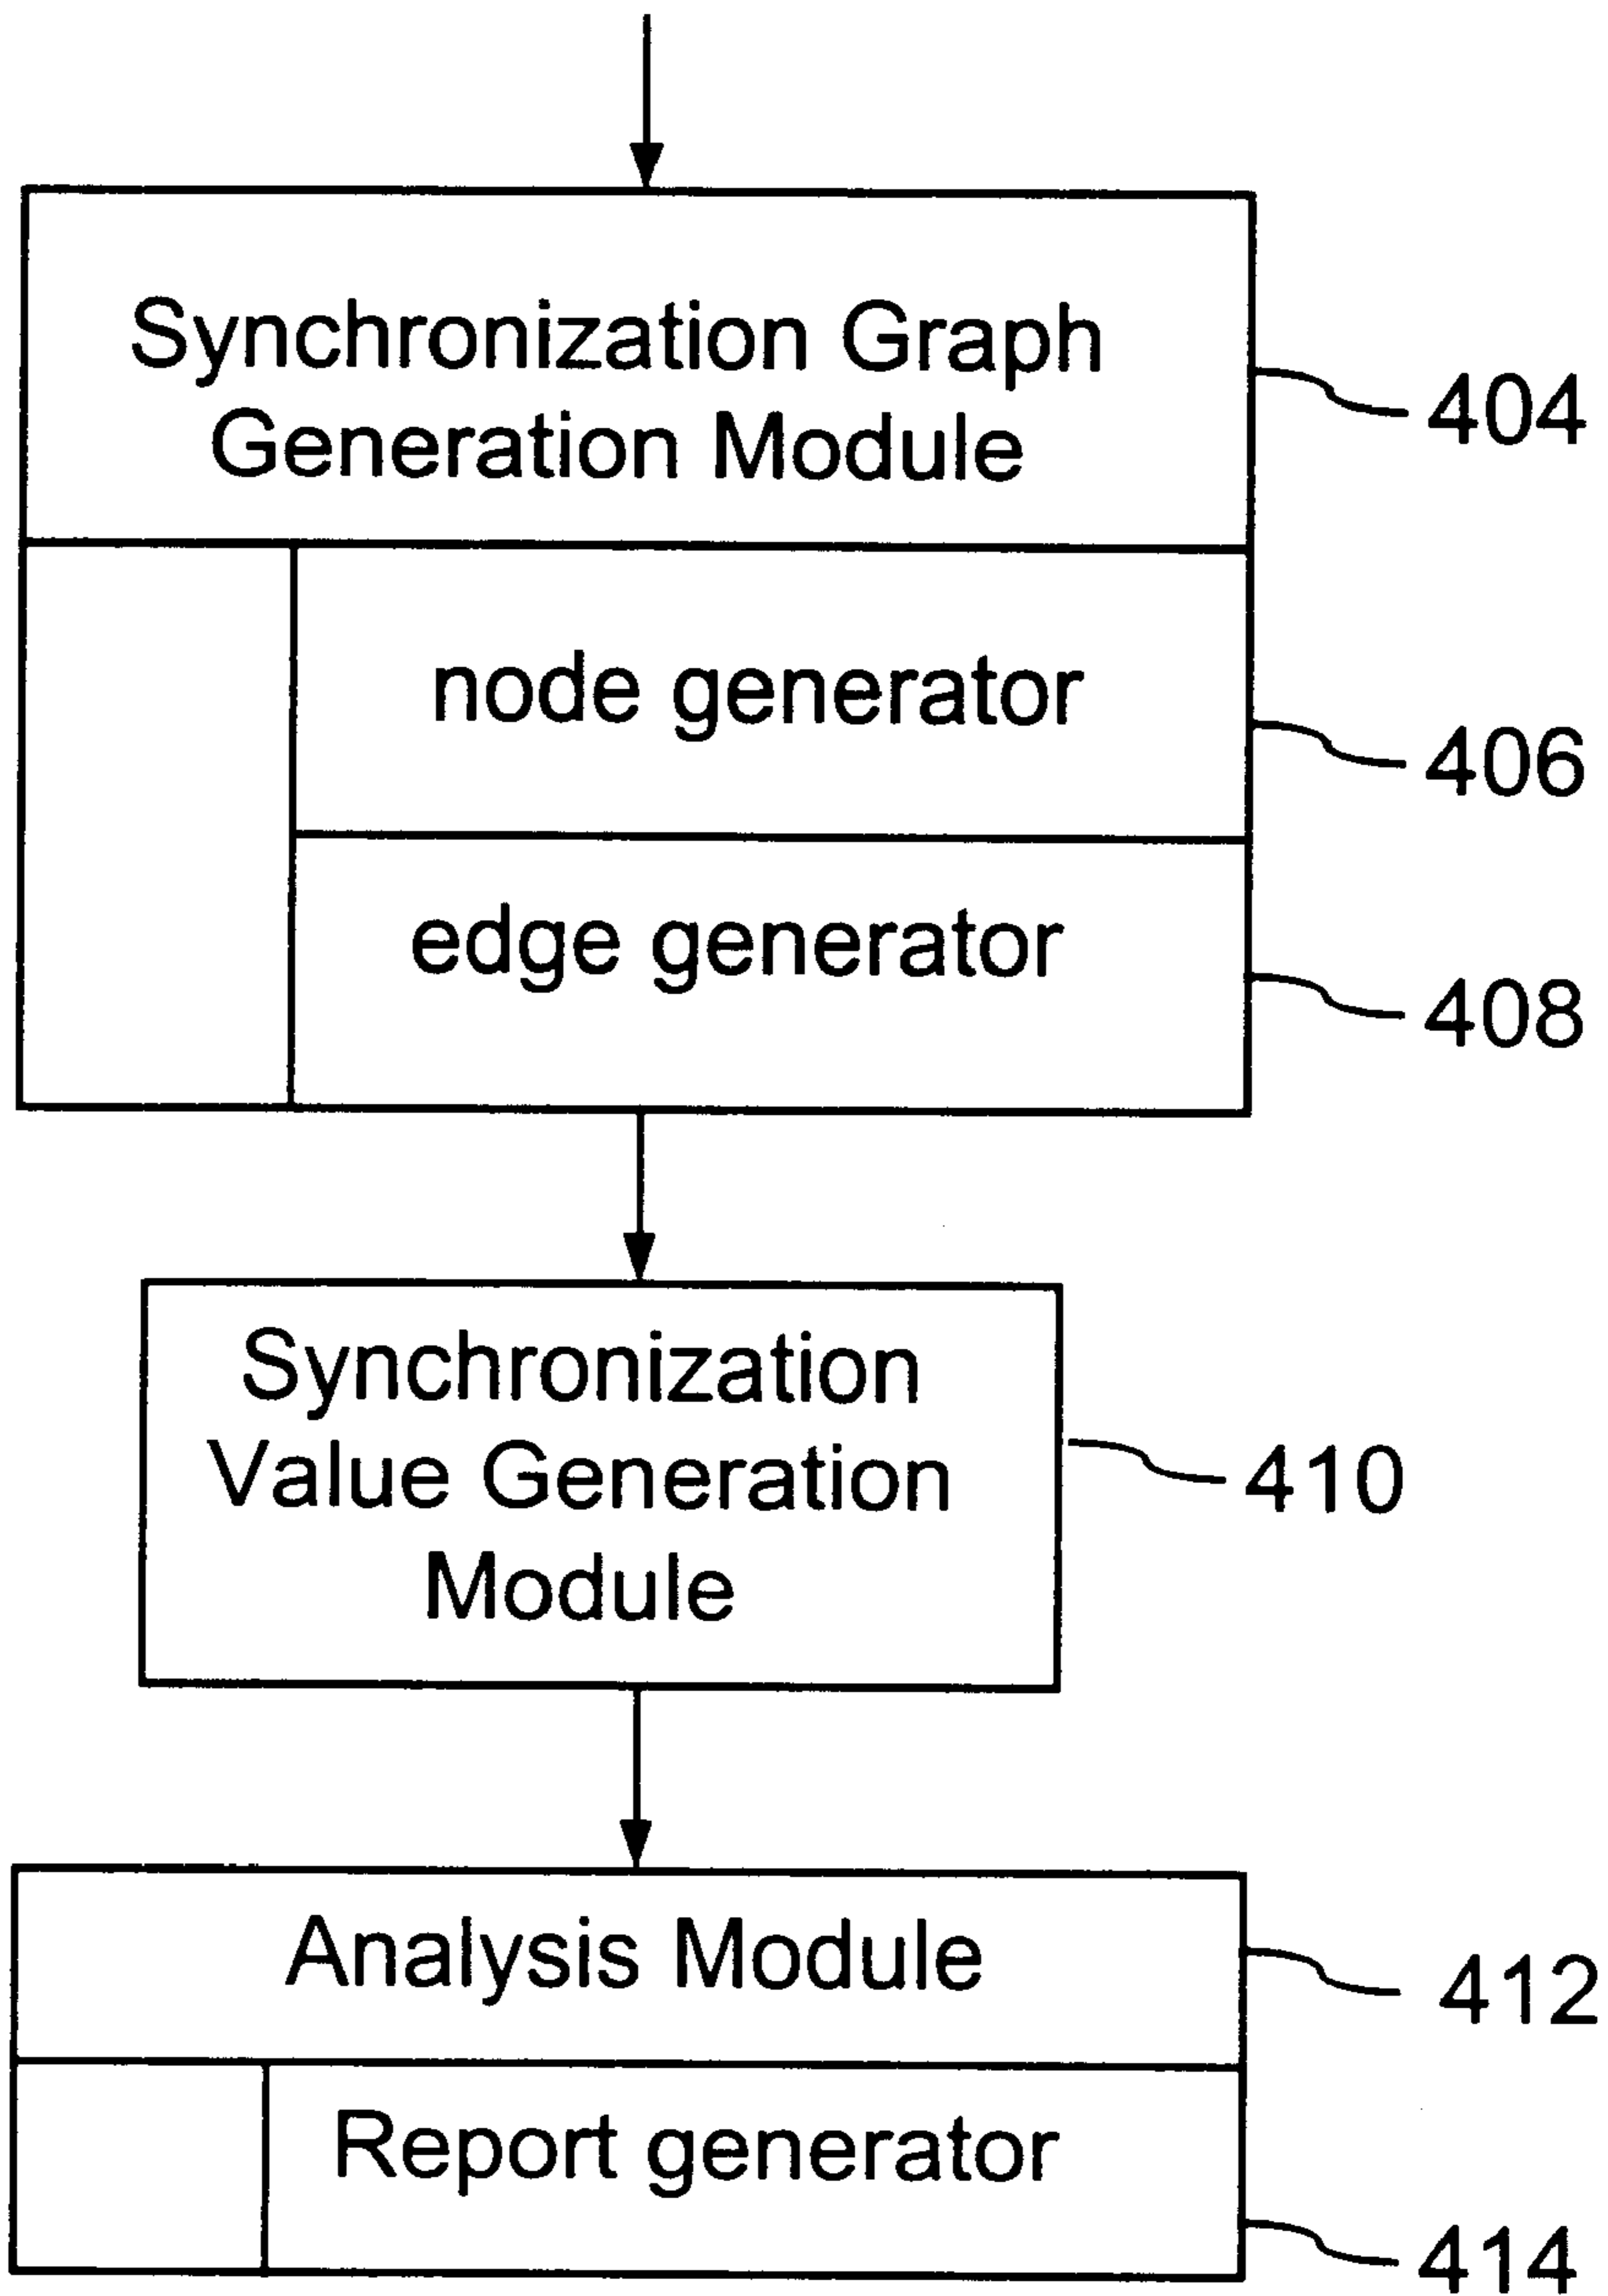 Synchronization Graph
Generation Module
404
node generator
406
edge generator
408
Synchronization
Value Generation
Module
410
Analysis Module
412
Report generator
414